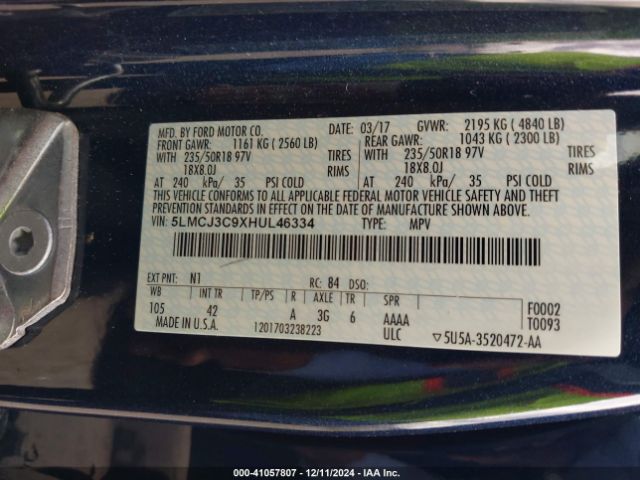 MFD. BY FORD MOTOR CO. DATE: 03/17 GVWR: 2195 KG ( 4840 LB)
FRONT GAWR: 1161 KG ( 2560 LB) REAR GAWR: 1043 KG ( 2300 LB)
WITH 235/50R18 97V TIRES WITH 235/50R18 97V TIRES
18X8.0J RIMS 18X8.0J RIMS
AT 240 kPa/ 35 PSI COLD AT 240 kPa/ 35 PSI COLD
THIS VEHICLE CONFORMS TO ALL APPLICABLE FEDERAL MOTOR VEHICLE SAFETY AND THEFT
PREVENTION STANDARDS IN EFFECT ON THE DATE OF MANUFACTURE SHOWN ABOVE.
VIN: 5LMCJ3C9XHUL46334 TYPE: MPV
EXT PNT: N1 RC: 84 DSO:
WB INT TR TP/PS R AXLE TR SPR F0002
105 42 A 3G 6 AAAA T0093
MADE IN U.S.A. 1201703238223 ULC ▽5U5A-3520472-AA
000-41057807 - 12/11/2024 - IAA Inc.